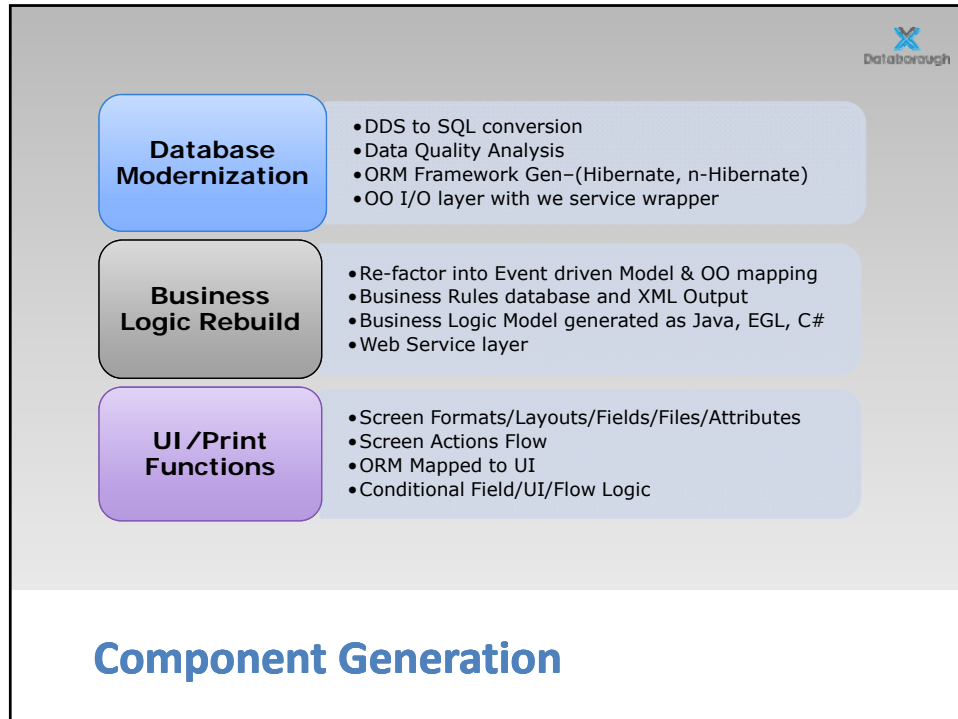 Databorough
Database
Modernization
•DDS to SQL conversion
•Data Quality Analysis
•ORM Framework Gen–(Hibernate, n-Hibernate)
•OO I/O layer with we service wrapper
Business
Logic Rebuild
•Re-factor into Event driven Model & OO mapping
•Business Rules database and XML Output
•Business Logic Model generated as Java, EGL, C#
•Web Service layer
UI/Print
Functions
•Screen Formats/Layouts/Fields/Files/Attributes
•Screen Actions Flow
•ORM Mapped to UI
•Conditional Field/UI/Flow Logic
Component Generation